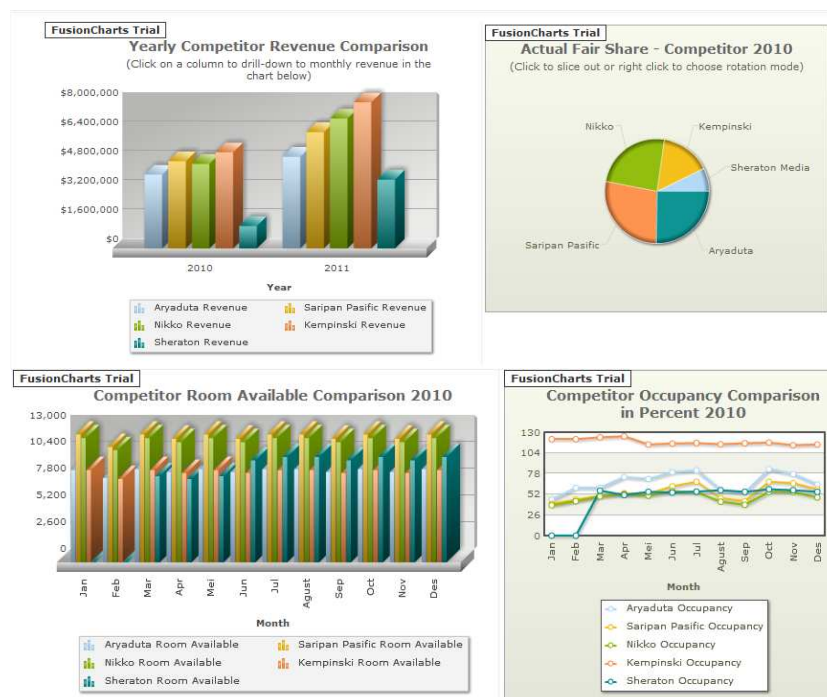 FusionCharts Trial
Yearly Competitor Revenue Comparison
(Click on a column to drill-down to monthly revenue in the
chart below)
$8,000,000
$6,400,000
$4,800,000
$3,200,000
$1,600,000
$0
2010
2011
Year
Aryaduta Revenue
Saripan Pasific Revenue
Nikko Revenue
Kempinski Revenue
Sheraton Revenue
FusionCharts Trial
Actual Fair Share - Competitor 2010
(Click to slice out or right click to choose rotation mode)
Nikko
Kempinski
Sheraton Media
Saripan Pasific
Aryaduta
FusionCharts Trial
Competitor Room Available Comparison 2010
13,000
10,400
7,800
5,200
2,600
0
Jan
Feb
Mar
Apr
Mei
Jun
Jul
Agust
Sep
Oct
Nov
Des
Month
Aryaduta Room Available
Saripan Pasific Room Available
Nikko Room Available
Kempinski Room Available
Sheraton Room Available
FusionCharts Trial
Competitor Occupancy Comparison
in Percent 2010
130
104
78
52
26
0
Jan
Feb
Mar
Apr
Mei
Jun
Jul
Agust
Sep
Oct
Nov
Des
Month
Aryaduta Occupancy
Saripan Pasific Occupancy
Nikko Occupancy
Kempinski Occupancy
Sheraton Occupancy